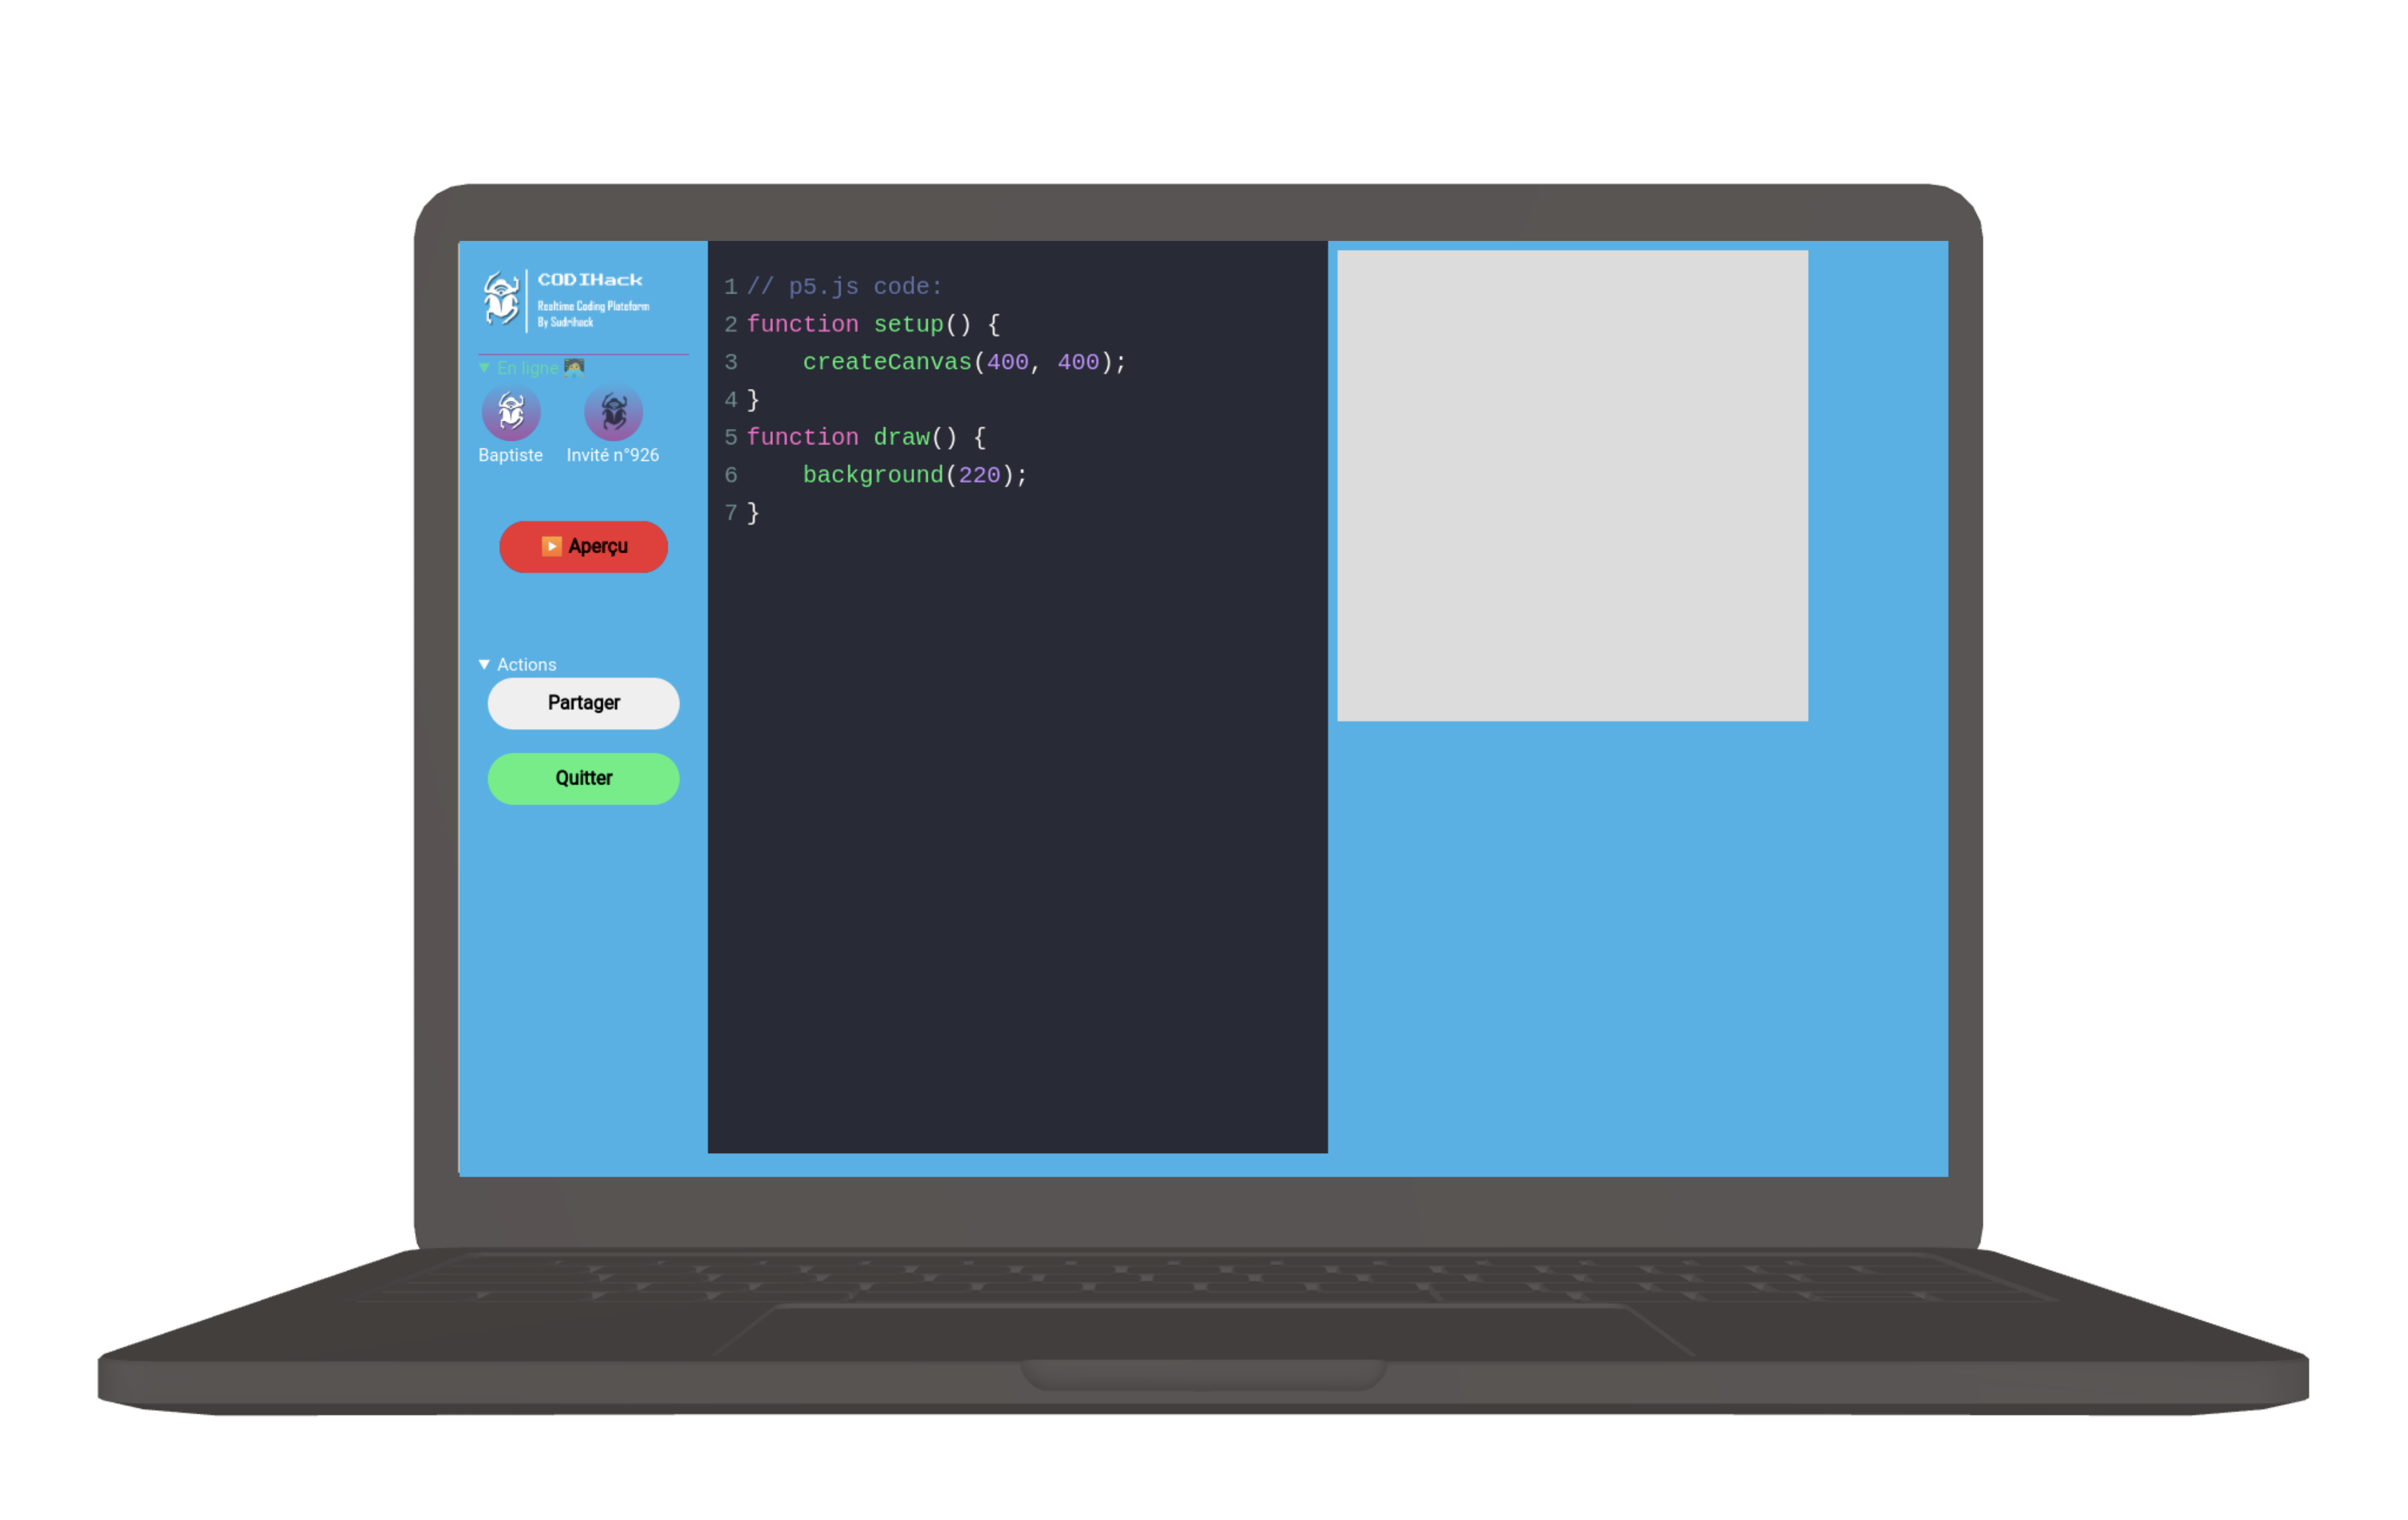 CODIHack
Realtime Coding Plateform
By Sudrihack
▼ En ligne 🧑‍💻
Baptiste
Invité n°926
▶️ Aperçu
▼ Actions
Partager
Quitter
1 // p5.js code:
2 function setup() {
3     createCanvas(400, 400);
4 }
5 function draw() {
6     background(220);
7 }